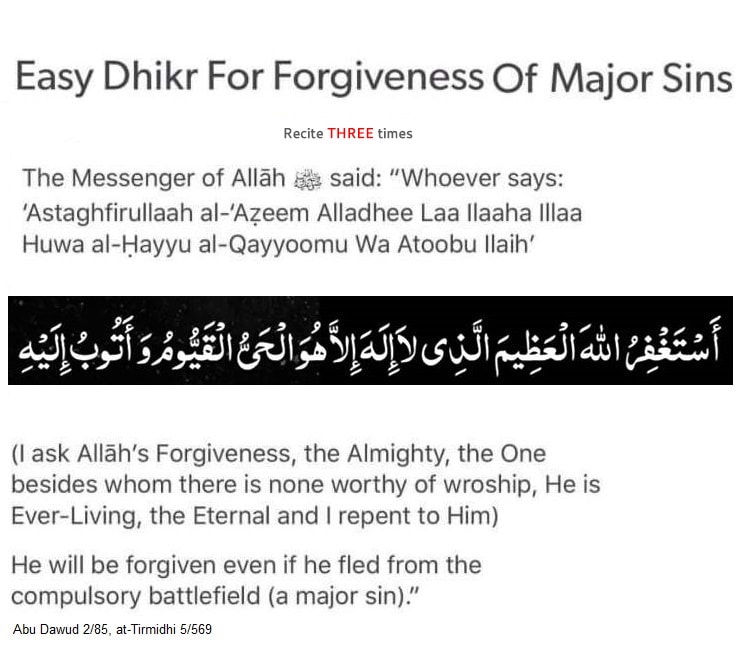 Easy Dhikr For Forgiveness Of Major Sins
Recite THREE times
The Messenger of Allāh ﷺ said: “Whoever says:
‘Astaghfirullaah al-‘Aẓeem Alladhee Laa Ilaaha Illaa
Huwa al-Ḥayyu al-Qayyoomu Wa Atoobu Ilaih’
أَسْتَغْفِرُ اللهَ الْعَظِيمَ الَّذِى لاَ إِلَهَ إِلاَّ هُوَ الْحَىُّ الْقَيُّومُ وَ أَتُوبُ إِلَيْهِ
(I ask Allāh’s Forgiveness, the Almighty, the One
besides whom there is none worthy of wroship, He is
Ever-Living, the Eternal and I repent to Him)
He will be forgiven even if he fled from the
compulsory battlefield (a major sin).”
Abu Dawud 2/85, at-Tirmidhi 5/569